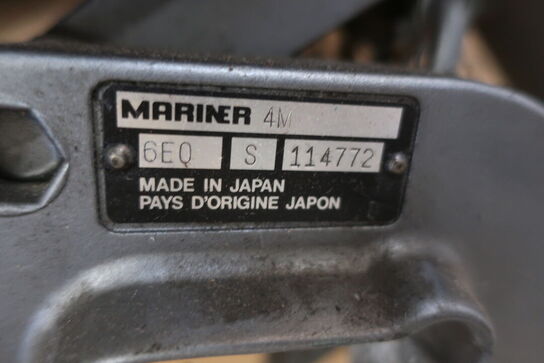 MARINER 4M
6EQ S 114772
MADE IN JAPAN
PAYS D'ORIGINE JAPON